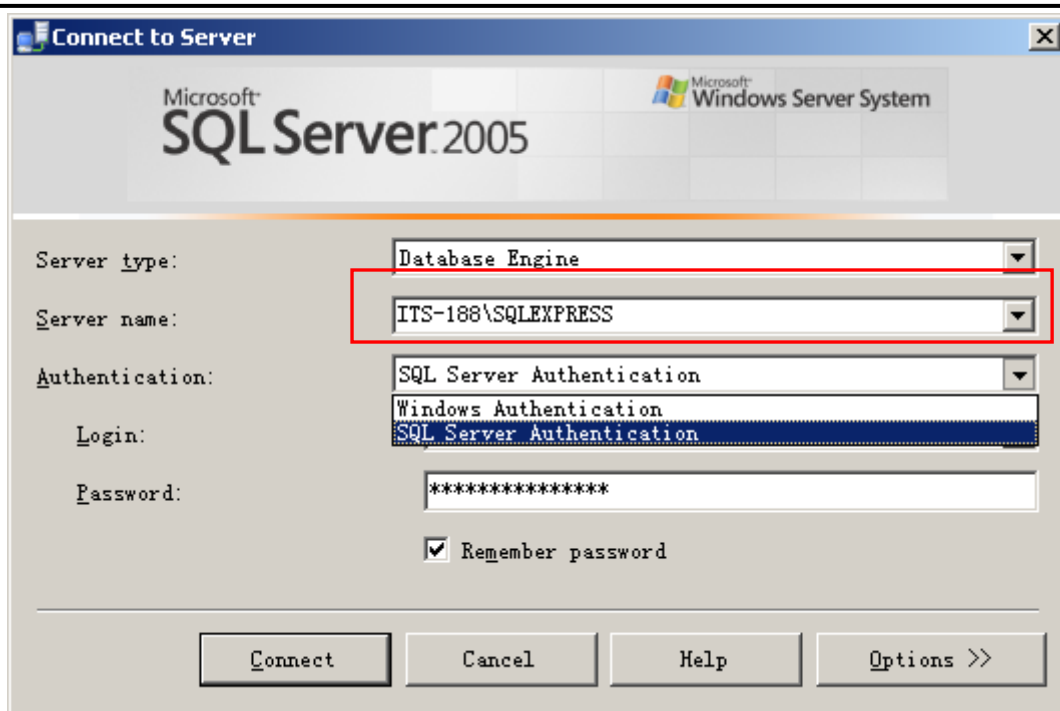 Connect to Server
Microsoft
SQL Server 2005
Microsoft
Windows Server System
Server type:
Database Engine
Server name:
ITS-188\SQLEXPRESS
Authentication:
SQL Server Authentication
Windows Authentication
SQL Server Authentication
Login:
Password:
***************
Remember password
Connect
Cancel
Help
Options >>